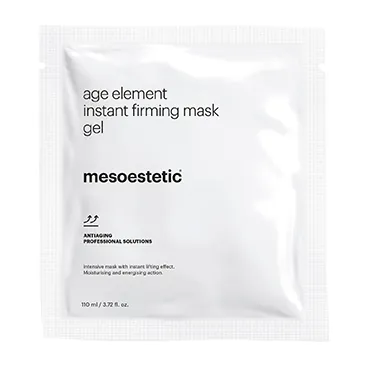 age element
instant firming mask
gel
mesoestetic
ANTIAGING
PROFESSIONAL SOLUTIONS
Intensive mask with instant lifting effect.
Moisturising and energising action.
110 ml / 3.72 fl. oz.